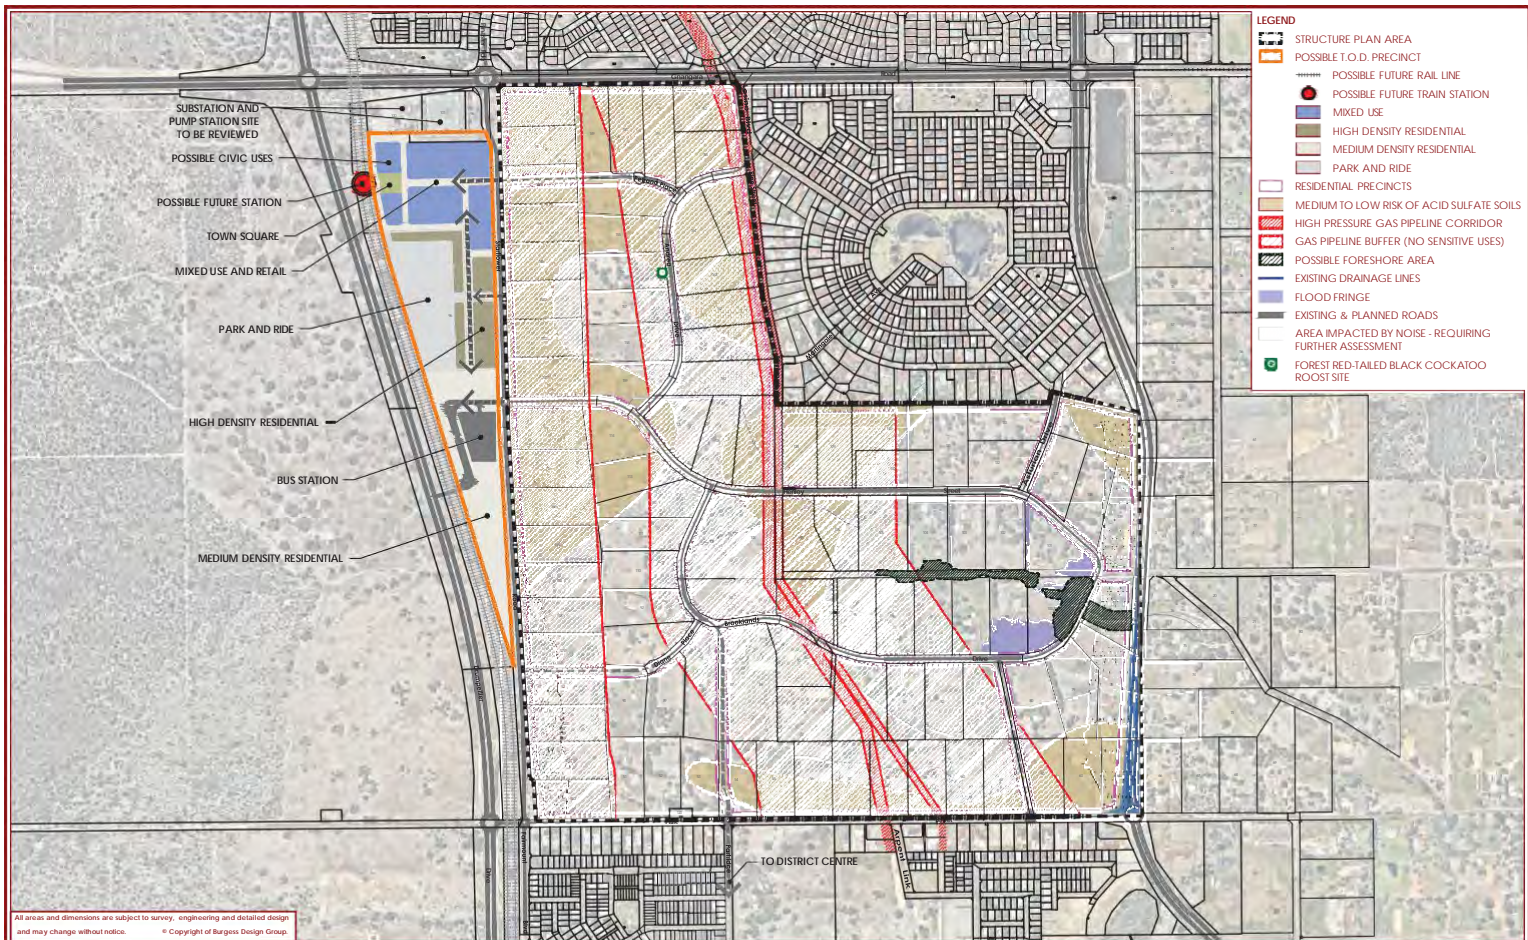 LEGEND
STRUCTURE PLAN AREA
POSSIBLE T.O.D. PRECINCT
POSSIBLE FUTURE RAIL LINE
POSSIBLE FUTURE TRAIN STATION
MIXED USE
HIGH DENSITY RESIDENTIAL
MEDIUM DENSITY RESIDENTIAL
PARK AND RIDE
RESIDENTIAL PRECINCTS
MEDIUM TO LOW RISK OF ACID SULFATE SOILS
HIGH PRESSURE GAS PIPELINE CORRIDOR
GAS PIPELINE BUFFER (NO SENSITIVE USES)
POSSIBLE FORESHORE AREA
EXISTING DRAINAGE LINES
FLOOD FRINGE
EXISTING & PLANNED ROADS
AREA IMPACTED BY NOISE - REQUIRING
FURTHER ASSESSMENT
FOREST RED-TAILED BLACK COCKATOO
ROOST SITE
SUBSTATION AND
PUMP STATION SITE
TO BE REVIEWED
POSSIBLE CIVIC USES
POSSIBLE FUTURE STATION
TOWN SQUARE
MIXED USE AND RETAIL
PARK AND RIDE
HIGH DENSITY RESIDENTIAL
BUS STATION
MEDIUM DENSITY RESIDENTIAL
Road
Street
Brooklands
Drive
Arpent
Link
TO DISTRICT CENTRE
All areas and dimensions are subject to survey, engineering and detailed design
and may change without notice. © Copyright of Burgess Design Group.